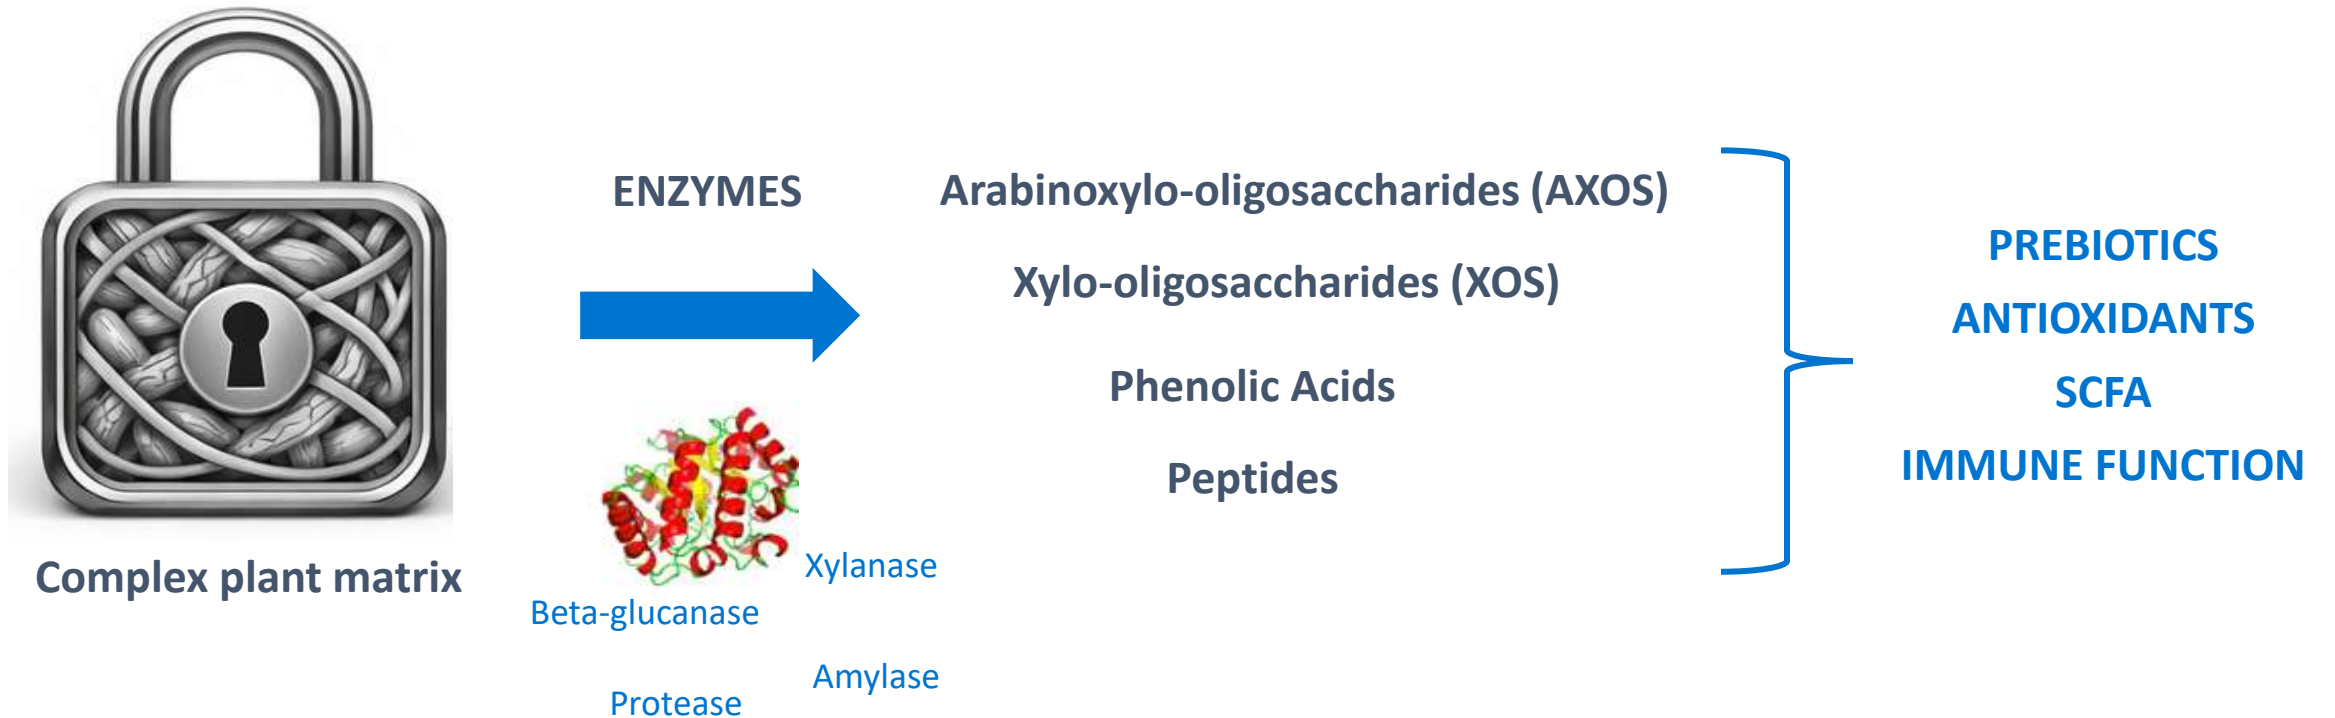 Complex plant matrix
ENZYMES
Xylanase
Beta-glucanase
Amylase
Protease
Arabinoxylo-oligosaccharides (AXOS)
Xylo-oligosaccharides (XOS)
Phenolic Acids
Peptides
PREBIOTICS
ANTIOXIDANTS
SCFA
IMMUNE FUNCTION